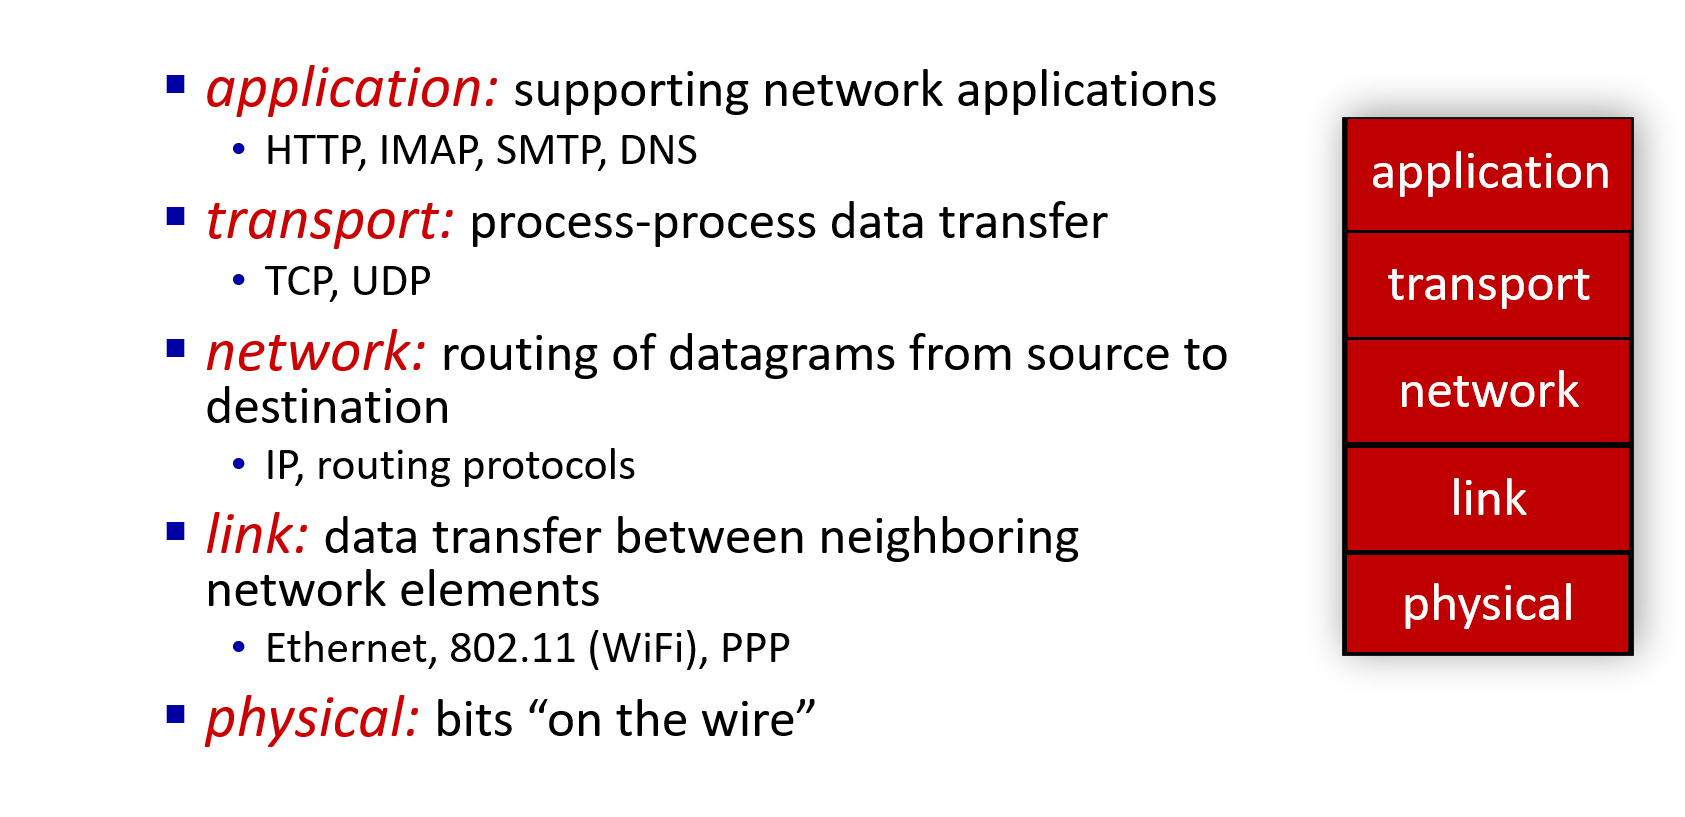 ▪ application: supporting network applications
• HTTP, IMAP, SMTP, DNS
▪ transport: process-process data transfer
• TCP, UDP
▪ network: routing of datagrams from source to
destination
• IP, routing protocols
▪ link: data transfer between neighboring
network elements
• Ethernet, 802.11 (WiFi), PPP
▪ physical: bits “on the wire”
application
transport
network
link
physical